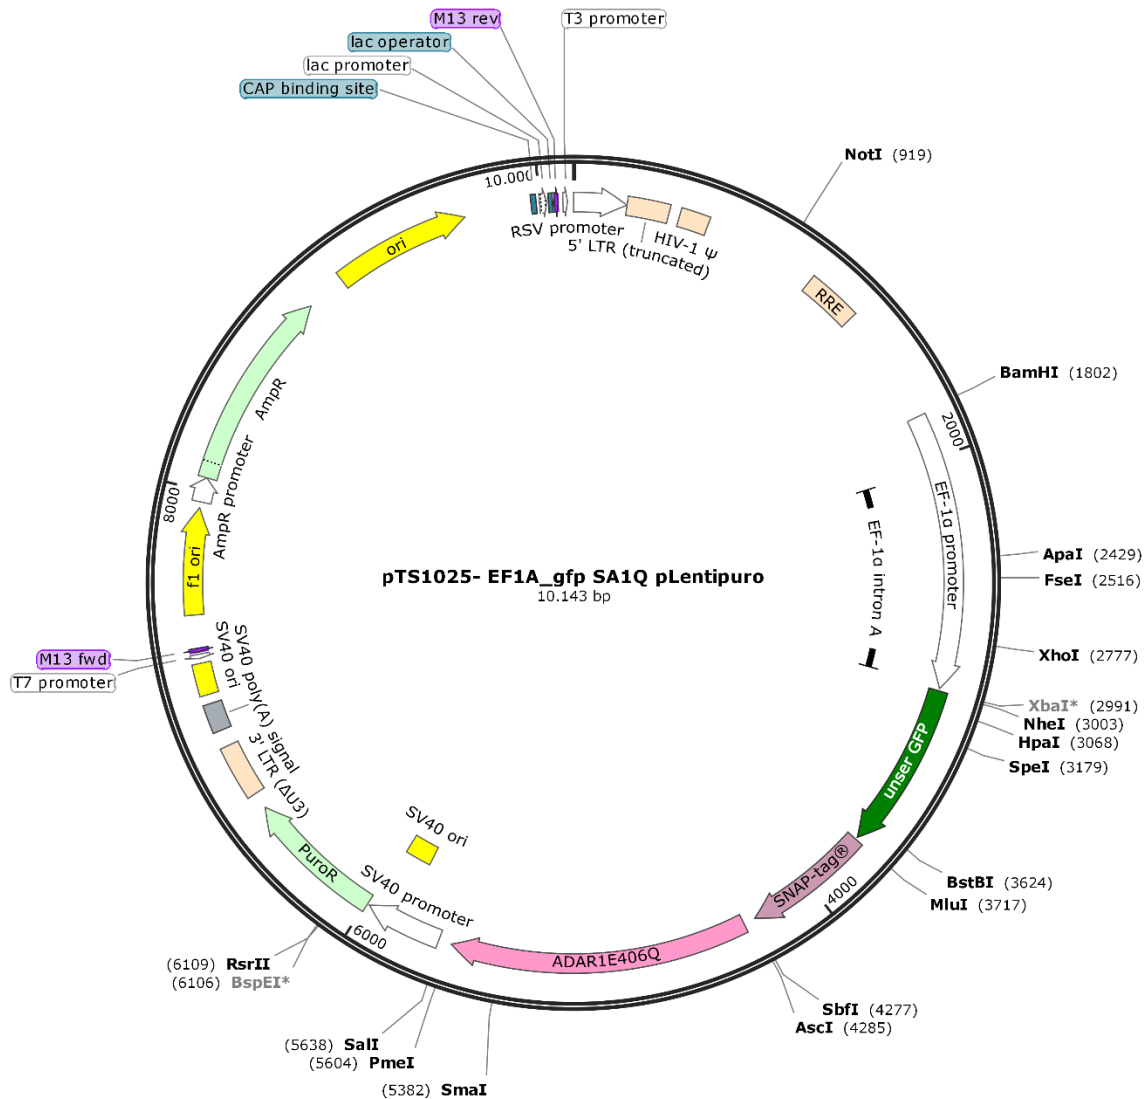 M13 rev
T3 promoter
lac operator
lac promoter
CAP binding site
NotI (919)
10.000
RSV promoter
5' LTR (truncated)
HIV-1 Ψ
ori
RRE
BamHI (1802)
2000
AmpR
EF-1α promoter
AmpR promoter
8000
EF-1α intron A
ApaI (2429)
FseI (2516)
f1 ori
pTS1025- EF1A_gfp SA1Q pLentipuro
10.143 bp
XhoI (2777)
M13 fwd
T7 promoter
SV40 ori
SV40 poly(A) signal
3' LTR (ΔU3)
XbaI* (2991)
NheI (3003)
HpaI (3068)
SpeI (3179)
unser GFP
SV40 ori
PuroR
SV40 promoter
SNAP-tag®
4000
BstBI (3624)
MluI (3717)
6000
ADAR1E406Q
(6109) RsrII
(6106) BspEI*
SbfI (4277)
AscI (4285)
(5638) SalI
(5604) PmeI
(5382) SmaI